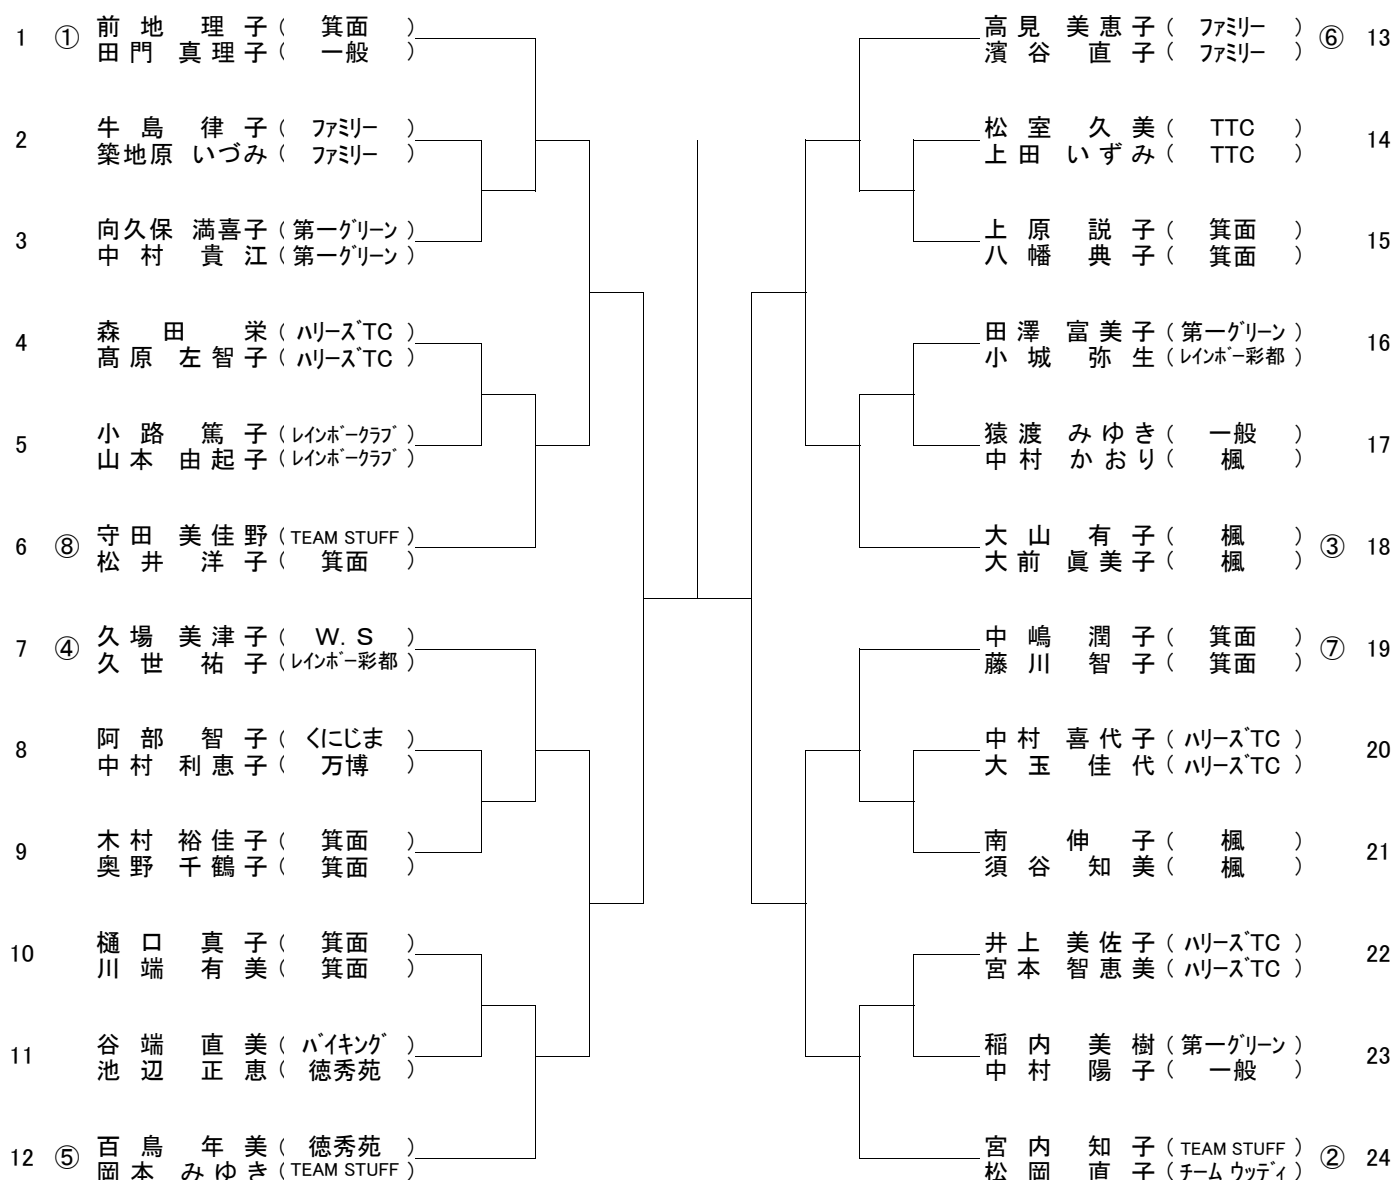 1 ① 前地 理子 ( 箕面 )
田門 真理子 ( 一般 )
2 牛島 律子 ( ファミリー )
築地原 いづみ ( ファミリー )
3 向久保 満喜子 ( 第一グリーン )
中村 貴江 ( 第一グリーン )
4 森田 栄 ( ハリーズTC )
髙原 左智子 ( ハリーズTC )
5 小路 篤子 ( レインボークラブ )
山本 由起子 ( レインボークラブ )
6 ⑧ 守田 美佳野 ( TEAM STUFF )
松井 洋子 ( 箕面 )
7 ④ 久場 美津子 ( W. S )
久世 祐子 ( レインボー彩都 )
8 阿部 智子 ( くにじま )
中村 利恵子 ( 万博 )
9 木村 裕佳子 ( 箕面 )
奥野 千鶴子 ( 箕面 )
10 樋口 真子 ( 箕面 )
川端 有美 ( 箕面 )
11 谷端 直美 ( バイキング )
池辺 正恵 ( 徳秀苑 )
12 ⑤ 百鳥 年美 ( 徳秀苑 )
岡本 みゆき ( TEAM STUFF )
高見 美恵子 ( ファミリー ) ⑥ 13
濱谷 直子 ( ファミリー )
松室 久美 ( TTC ) 14
上田 いずみ ( TTC )
上原 説子 ( 箕面 ) 15
八幡 典子 ( 箕面 )
田澤 富美子 ( 第一グリーン ) 16
小城 弥生 ( レインボー彩都 )
猿渡 みゆき ( 一般 ) 17
中村 かおり ( 楓 )
大山 有子 ( 楓 ) ③ 18
大前 眞美子 ( 楓 )
中嶋 潤子 ( 箕面 ) ⑦ 19
藤川 智子 ( 箕面 )
中村 喜代子 ( ハリーズTC ) 20
大玉 佳代 ( ハリーズTC )
南 伸子 ( 楓 ) 21
須谷 知美 ( 楓 )
井上 美佐子 ( ハリーズTC ) 22
宮本 智恵美 ( ハリーズTC )
稲内 美樹 ( 第一グリーン ) 23
中村 陽子 ( 一般 )
宮内 知子 ( TEAM STUFF ) ② 24
松岡 直子 ( チーム ウッディ )